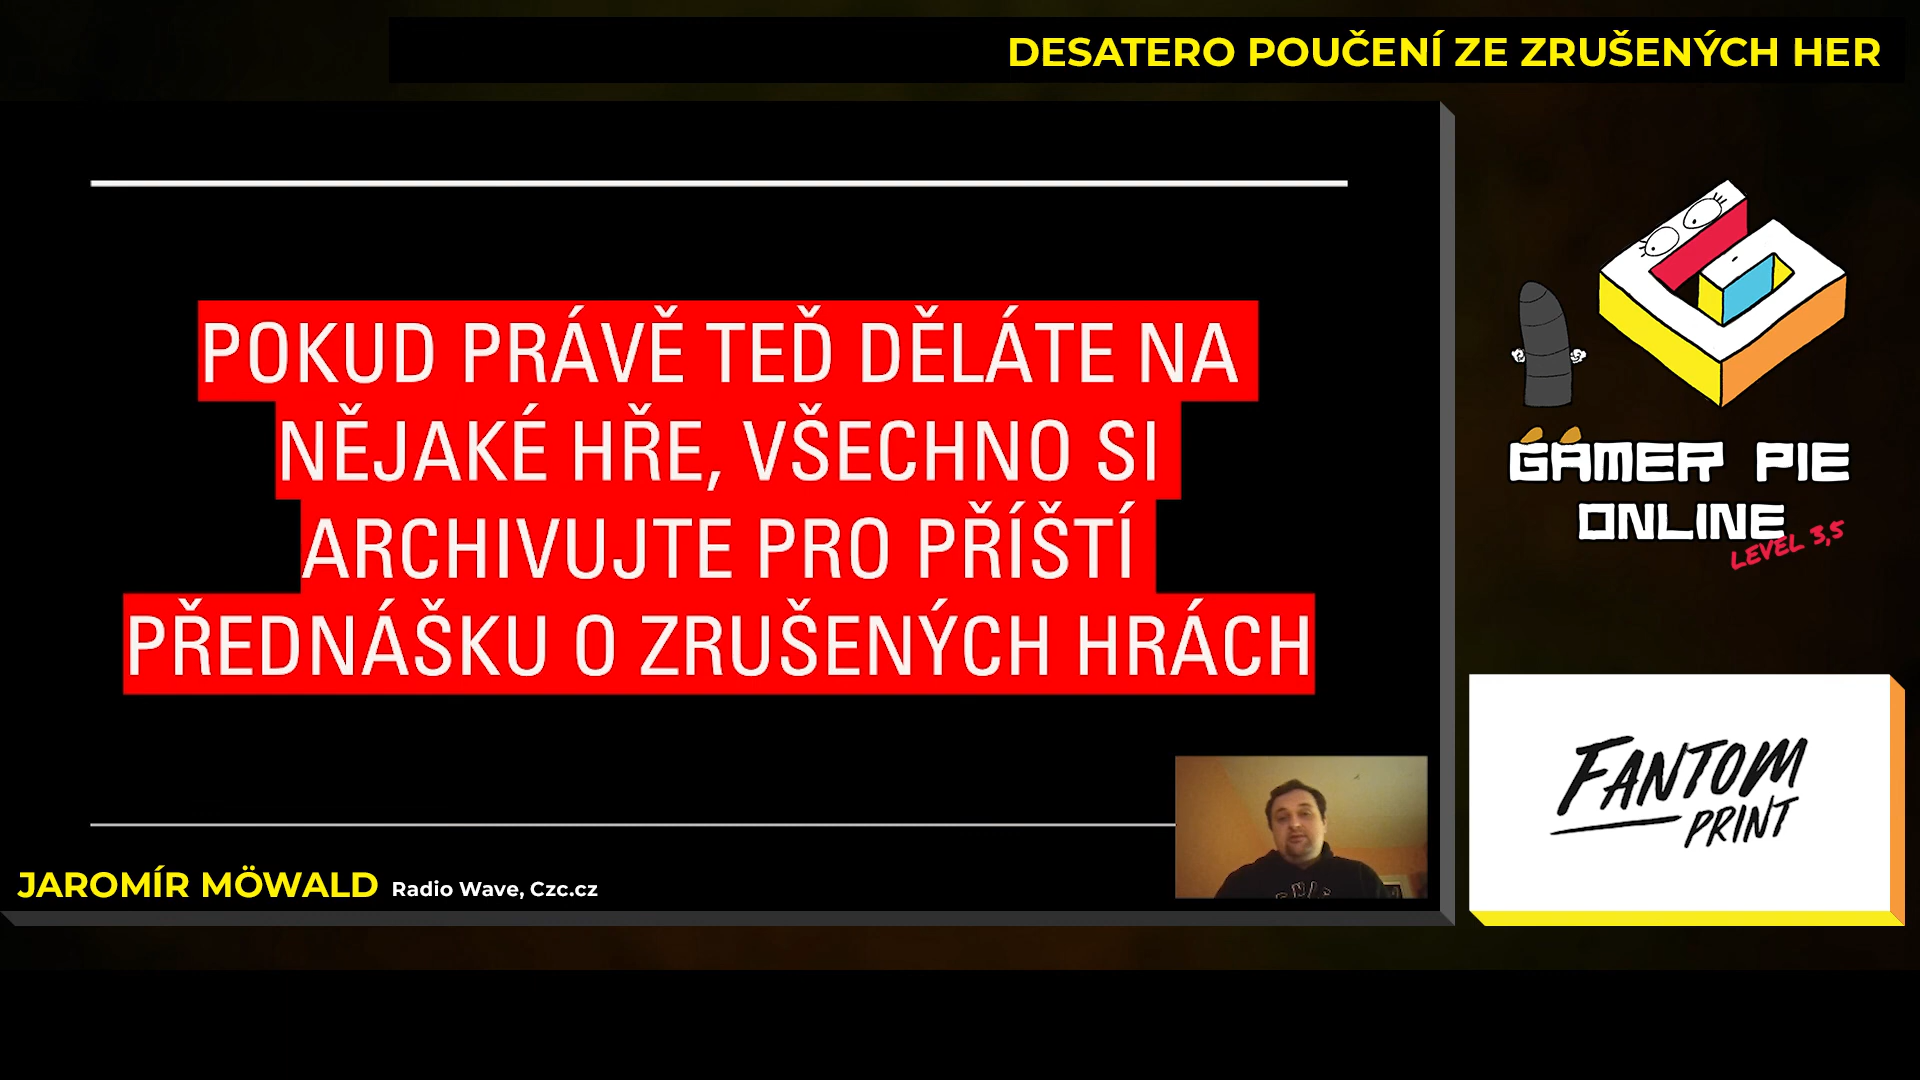 DESATERO POUČENÍ ZE ZRUŠENÝCH HER
POKUD PRÁVĚ TEĎ DĚLÁTE NA
NĚJAKÉ HŘE, VŠECHNO SI
ARCHIVUJTE PRO PŘÍŠTÍ
PŘEDNÁŠKU O ZRUŠENÝCH HRÁCH
GAMER PIE
ONLINE
LEVEL 3,5
FANTOM
PRINT
JAROMÍR MÖWALD Radio Wave, Czc.cz